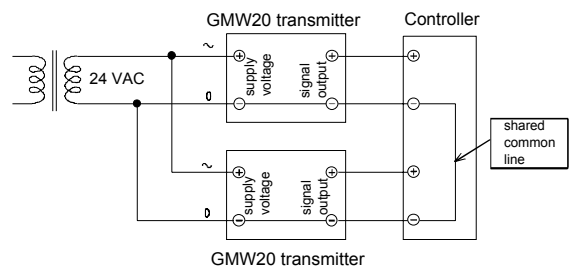 GMW20 transmitter
Controller
24 VAC
~
+
supply
voltage
signal
output
+
+
0
-
-
-
shared
common
line
~
+
supply
voltage
signal
output
+
+
0
-
-
-
GMW20 transmitter